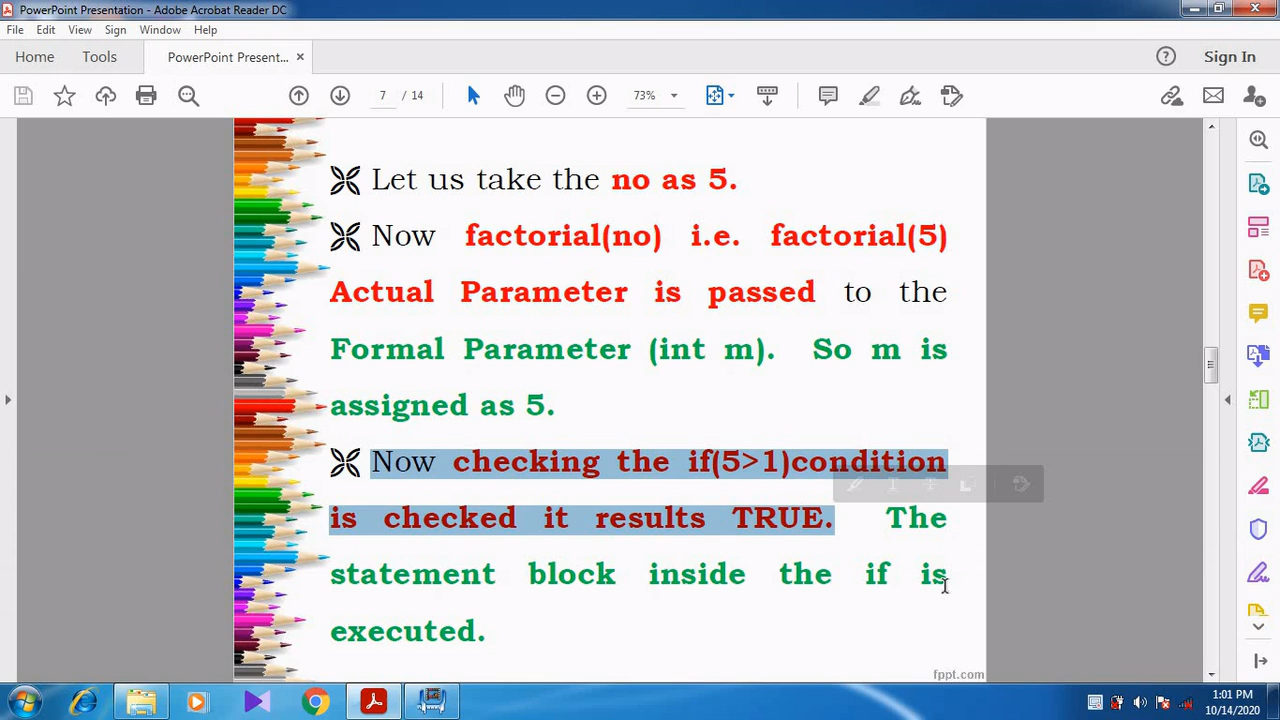 PowerPoint Presentation - Adobe Acrobat Reader DC
File Edit View Sign Window Help
Home Tools PowerPoint Present... × Sign In
7 / 14 73%
Let us take the no as 5.
Now factorial(no) i.e. factorial(5)
Actual Parameter is passed to the
Formal Parameter (int m). So m is
assigned as 5.
Now checking the if(5>1)condition
is checked it results TRUE. The
statement block inside the if is
executed.
fppt.com
1:01 PM
10/14/2020